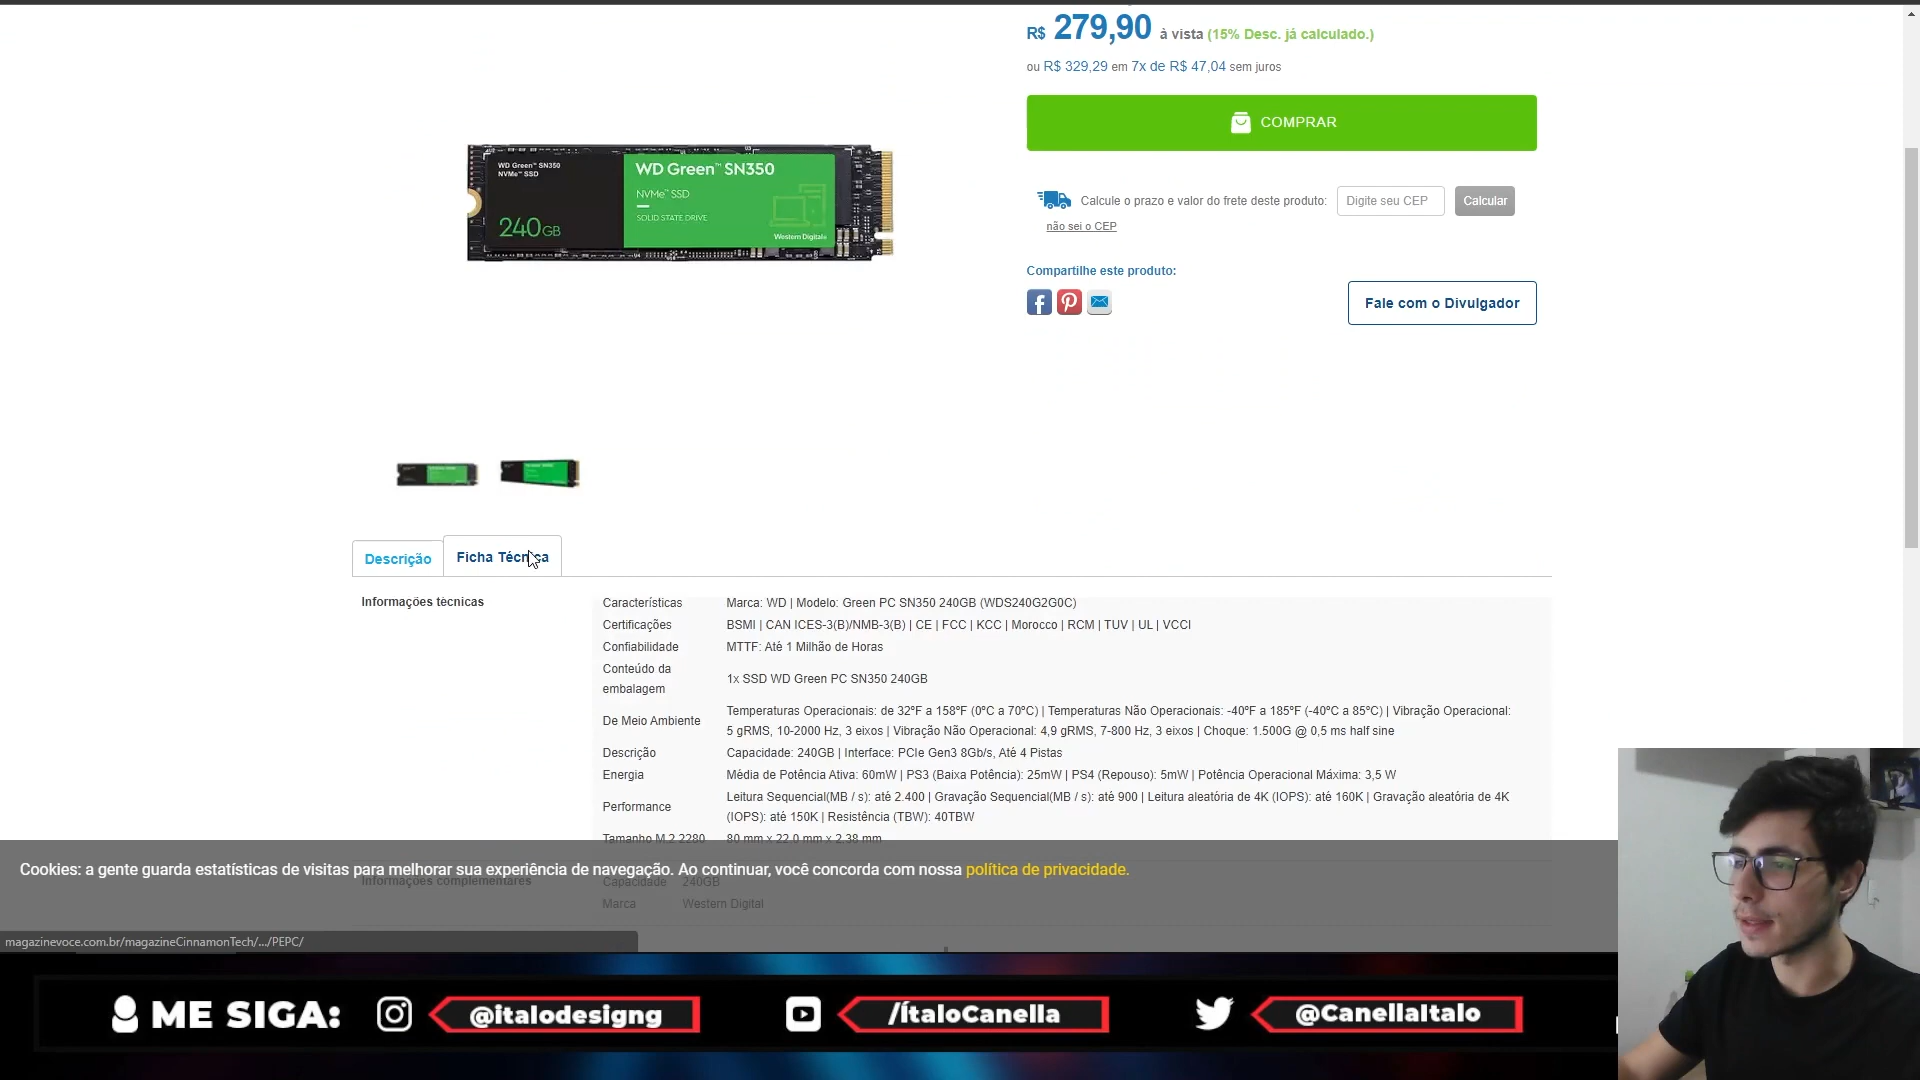 R$ 279,90 à vista (15% Desc. já calculado.)
ou R$ 329,29 em 7x de R$ 47,04 sem juros
COMPRAR
WD Green™ SN350
NVMe™ SSD
240GB
WD Green™ SN350
NVMe™ SSD
SOLID STATE DRIVE
Western Digital
Calcule o prazo e valor do frete deste produto:
Digite seu CEP
Calcular
não sei o CEP
Compartilhe este produto:
Fale com o Divulgador
Descrição
Ficha Técnica
Informações técnicas
Características Marca: WD | Modelo: Green PC SN350 240GB (WDS240G2G0C)
Certificações BSMI | CAN ICES-3(B)/NMB-3(B) | CE | FCC | KCC | Morocco | RCM | TUV | UL | VCCI
Confiabilidade MTTF: Até 1 Milhão de Horas
Conteúdo da
embalagem
1x SSD WD Green PC SN350 240GB
De Meio Ambiente
Temperaturas Operacionais: de 32ºF a 158ºF (0ºC a 70ºC) | Temperaturas Não Operacionais: -40ºF a 185ºF (-40ºC a 85ºC) | Vibração Operacional:
5 gRMS, 10-2000 Hz, 3 eixos | Vibração Não Operacional: 4,9 gRMS, 7-800 Hz, 3 eixos | Choque: 1.500G @ 0,5 ms half sine
Descrição Capacidade: 240GB | Interface: PCIe Gen3 8Gb/s, Até 4 Pistas
Energia Média de Potência Ativa: 60mW | PS3 (Baixa Potência): 25mW | PS4 (Repouso): 5mW | Potência Operacional Máxima: 3,5 W
Performance
Leitura Sequencial(MB / s): até 2.400 | Gravação Sequencial(MB / s): até 900 | Leitura aleatória de 4K (IOPS): até 160K | Gravação aleatória de 4K
(IOPS): até 150K | Resistência (TBW): 40TBW
Tamanho M.2 2280 80 mm x 22.0 mm x 2.38 mm
Cookies: a gente guarda estatísticas de visitas para melhorar sua experiência de navegação. Ao continuar, você concorda com nossa política de privacidade.
Informações complementares Capacidade 240GB
Marca Western Digital
magazinevoce.com.br/magazineCinnamonTech/.../PEPC/
ME SIGA:
@italodesigng
/ÍtaloCanella
@CanellaItalo